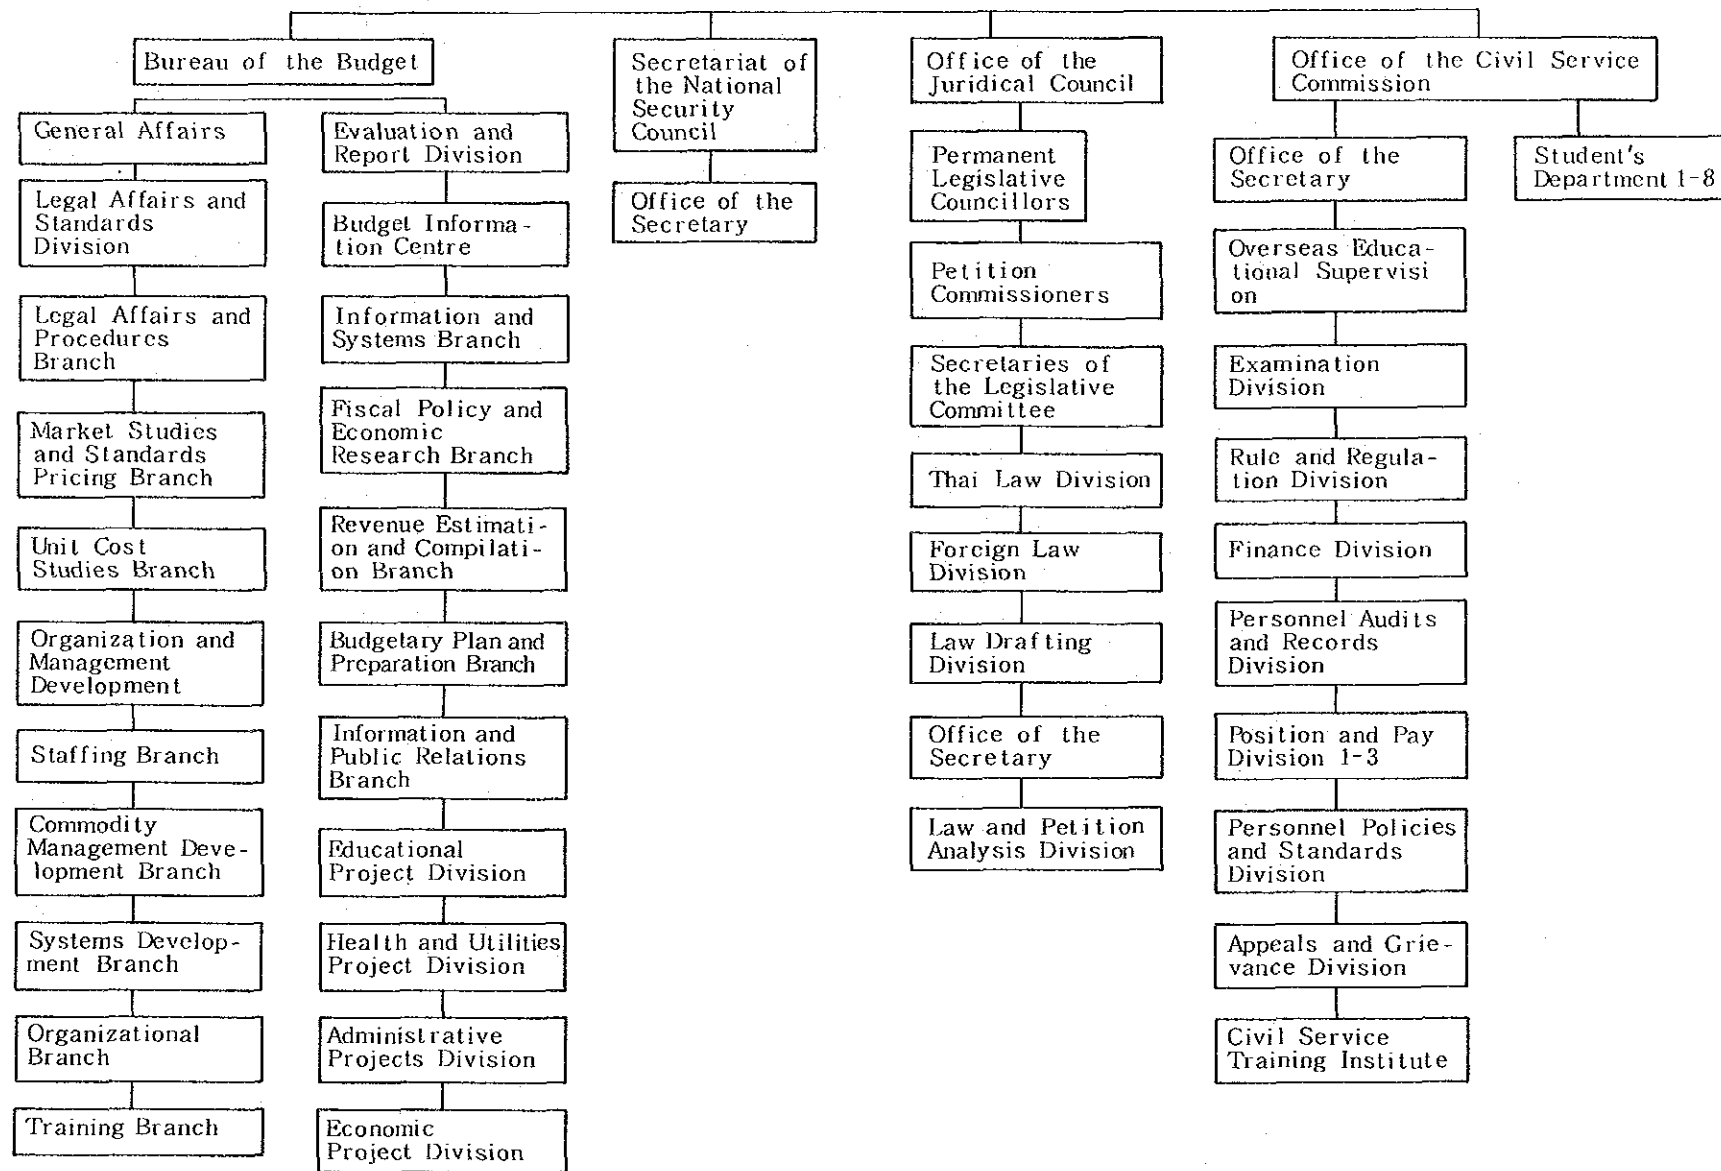 Bureau of the Budget
General Affairs
Legal Affairs and
Standards
Division
Legal Affairs and
Procedures
Branch
Market Studies
and Standards
Pricing Branch
Unit Cost
Studies Branch
Organization and
Management
Development
Staffing Branch
Commodity
Management Deve-
lopment Branch
Systems Develop-
ment Branch
Organizational
Branch
Training Branch
Evaluation and
Report Division
Budget Informa-
tion Centre
Information and
Systems Branch
Fiscal Policy and
Economic
Research Branch
Revenue Estimati-
on and Compilati-
on Branch
Budgetary Plan and
Preparation Branch
Information and
Public Relations
Branch
Educational
Project Division
Health and Utilities
Project Division
Administrative
Projects Division
Economic
Project Division
Secretariat of
the National
Security
Council
Office of the
Secretary
Office of the
Juridical Council
Permanent
Legislative
Councillors
Petition
Commissioners
Secretaries of
the Legislative
Committee
Thai Law Division
Foreign Law
Division
Law Drafting
Division
Office of the
Secretary
Law and Petition
Analysis Division
Office of the Civil Service
Commission
Office of the
Secretary
Overseas Educa-
tional Supervisi
on
Examination
Division
Rule and Regula-
tion Division
Finance Division
Personnel Audits
and Records
Division
Position and Pay
Division 1-3
Personnel Policies
and Standards
Division
Appeals and Grie-
vance Division
Civil Service
Training Institute
Student's
Department 1-8